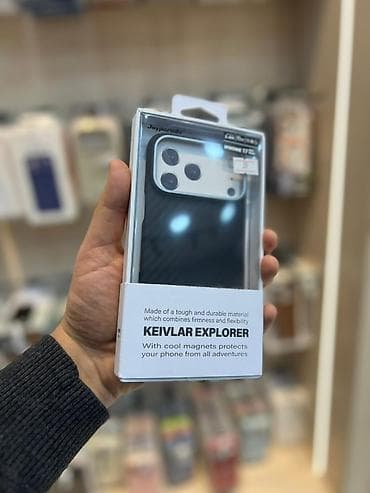 Made of a tough and durable material
which combines firmness and flexibility
KEIVLAR EXPLORER
With cool magnets protects
your phone from all adventures